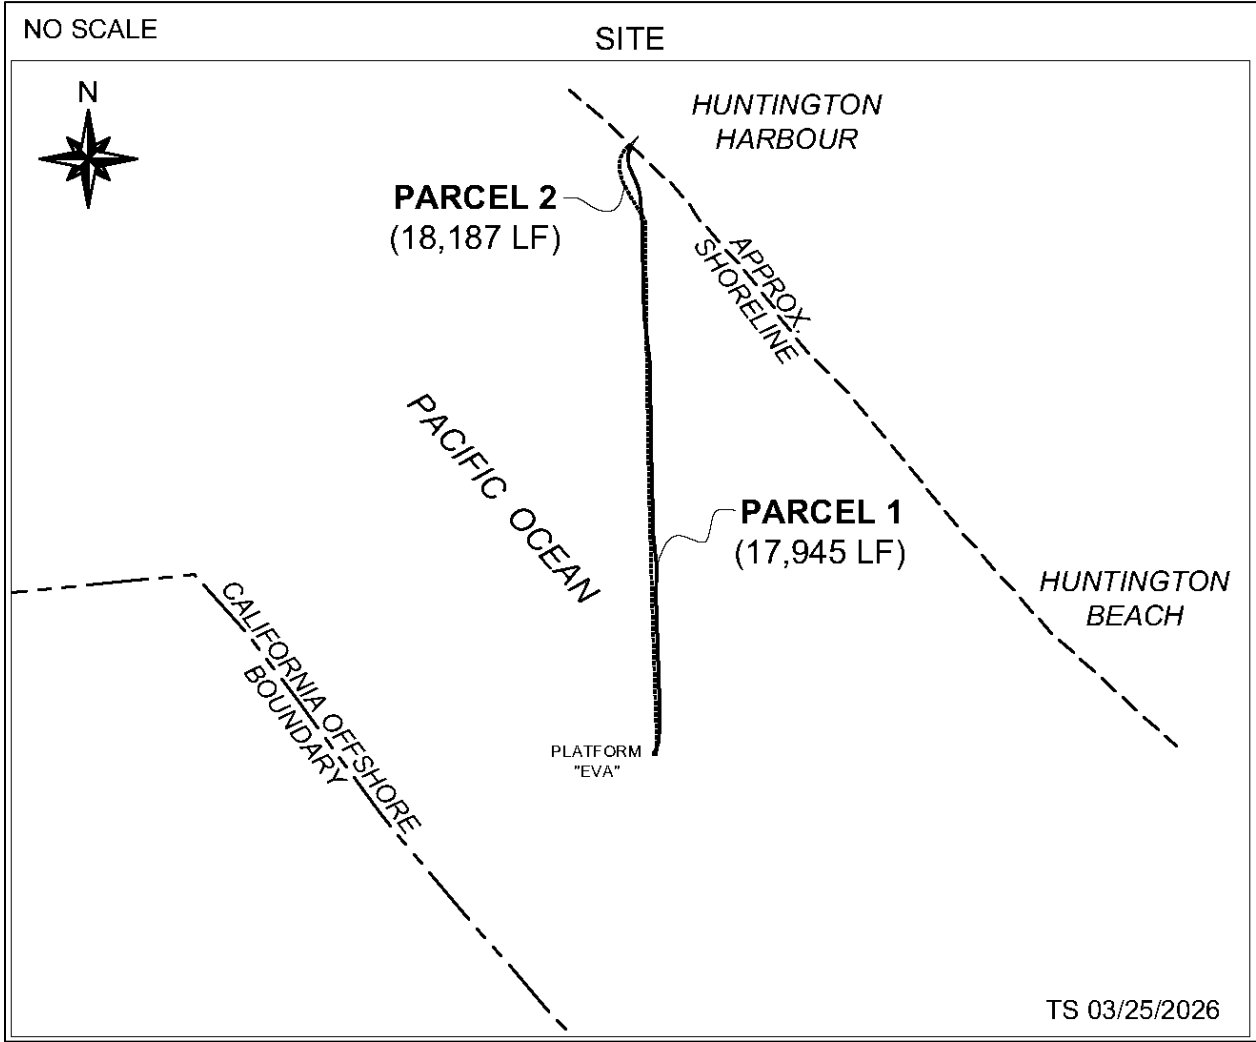 NO SCALE
SITE
N
HUNTINGTON
HARBOUR
PARCEL 2
(18,187 LF)
APPROX.
SHORELINE
PACIFIC OCEAN
PARCEL 1
(17,945 LF)
HUNTINGTON
BEACH
CALIFORNIA OFFSHORE
BOUNDARY
PLATFORM
"EVA"
TS 03/25/2026